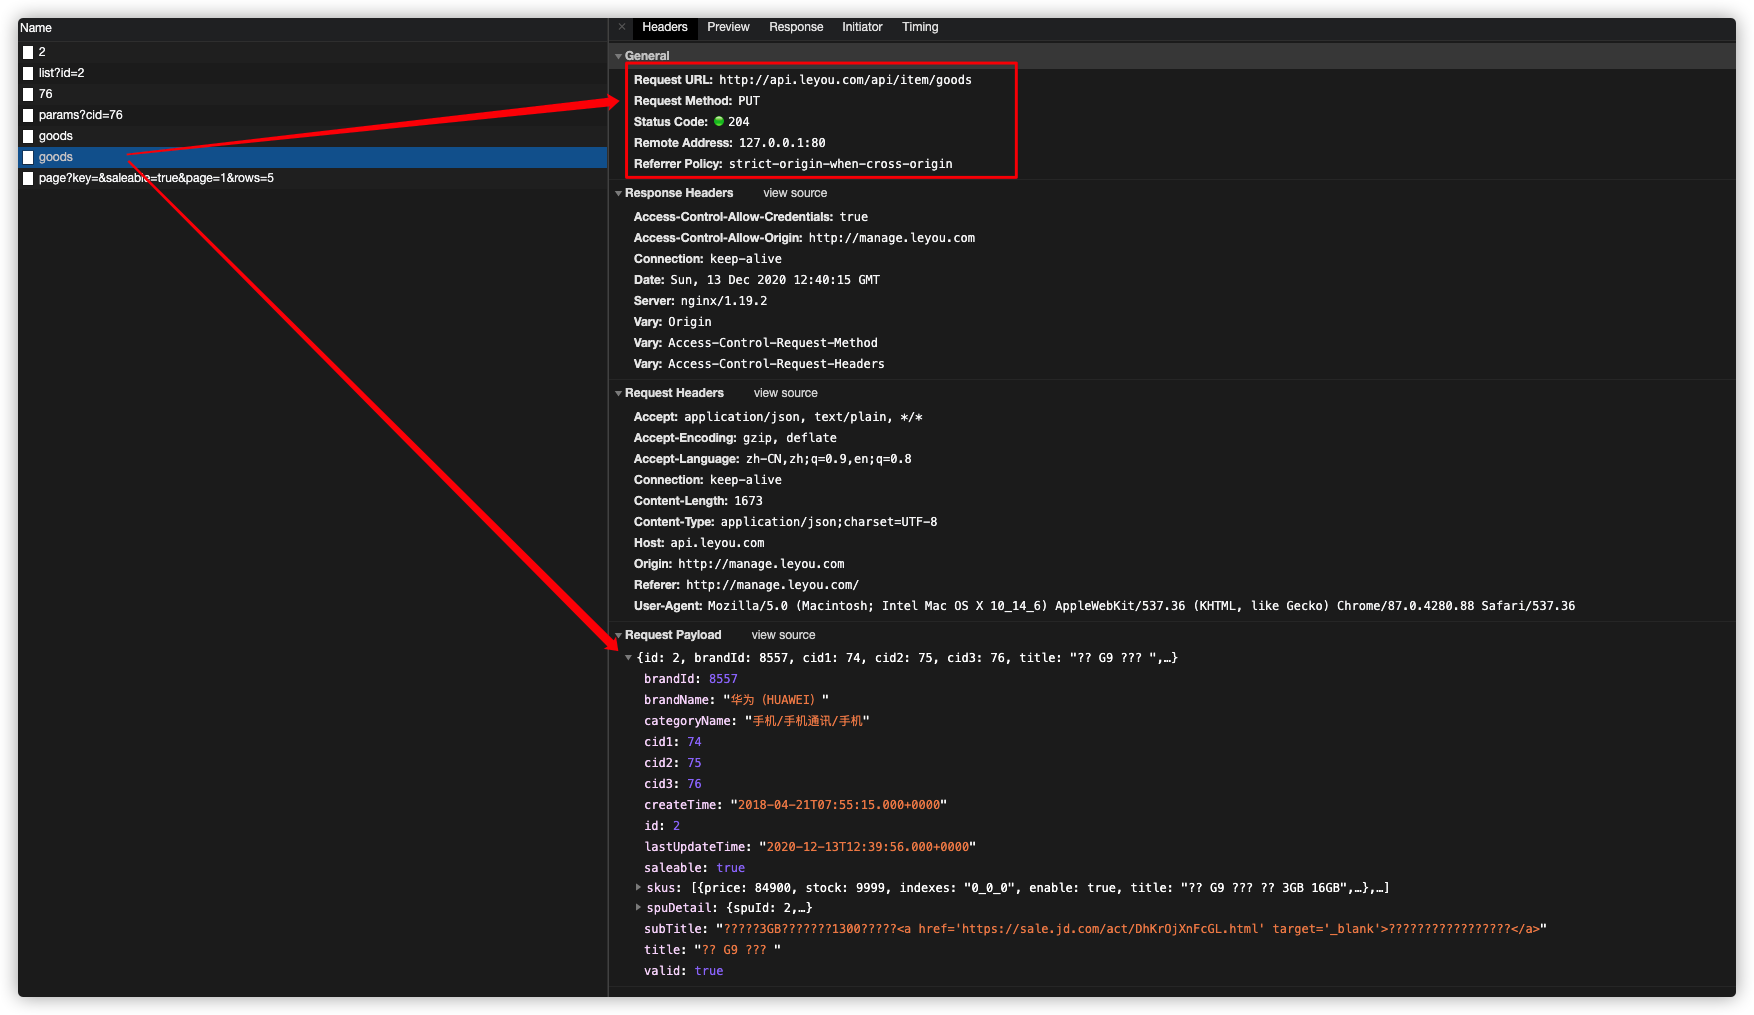 Name
2
list?id=2
76
params?cid=76
goods
goods
page?key=&saleable=true&page=1&rows=5
× Headers Preview Response Initiator Timing
General
Request URL: http://api.leyou.com/api/item/goods
Request Method: PUT
Status Code: 204
Remote Address: 127.0.0.1:80
Referrer Policy: strict-origin-when-cross-origin
Response Headers view source
Access-Control-Allow-Credentials: true
Access-Control-Allow-Origin: http://manage.leyou.com
Connection: keep-alive
Date: Sun, 13 Dec 2020 12:40:15 GMT
Server: nginx/1.19.2
Vary: Origin
Vary: Access-Control-Request-Method
Vary: Access-Control-Request-Headers
Request Headers view source
Accept: application/json, text/plain, */*
Accept-Encoding: gzip, deflate
Accept-Language: zh-CN,zh;q=0.9,en;q=0.8
Connection: keep-alive
Content-Length: 1673
Content-Type: application/json;charset=UTF-8
Host: api.leyou.com
Origin: http://manage.leyou.com
Referer: http://manage.leyou.com/
User-Agent: Mozilla/5.0 (Macintosh; Intel Mac OS X 10_14_6) AppleWebKit/537.36 (KHTML, like Gecko) Chrome/87.0.4280.88 Safari/537.36
Request Payload view source
{id: 2, brandId: 8557, cid1: 74, cid2: 75, cid3: 76, title: "?? G9 ??? ",…}
brandId: 8557
brandName: "华为（HUAWEI）"
categoryName: "手机/手机通讯/手机"
cid1: 74
cid2: 75
cid3: 76
createTime: "2018-04-21T07:55:15.000+0000"
id: 2
lastUpdateTime: "2020-12-13T12:39:56.000+0000"
saleable: true
skus: [{price: 84900, stock: 9999, indexes: "0_0_0", enable: true, title: "?? G9 ??? ?? 3GB 16GB",…},…]
spuDetail: {spuId: 2,…}
subTitle: "?????3GB???????1300?????<a href='https://sale.jd.com/act/DhKrOjXnFcGL.html' target='_blank'>?????????????????</a>"
title: "?? G9 ??? "
valid: true